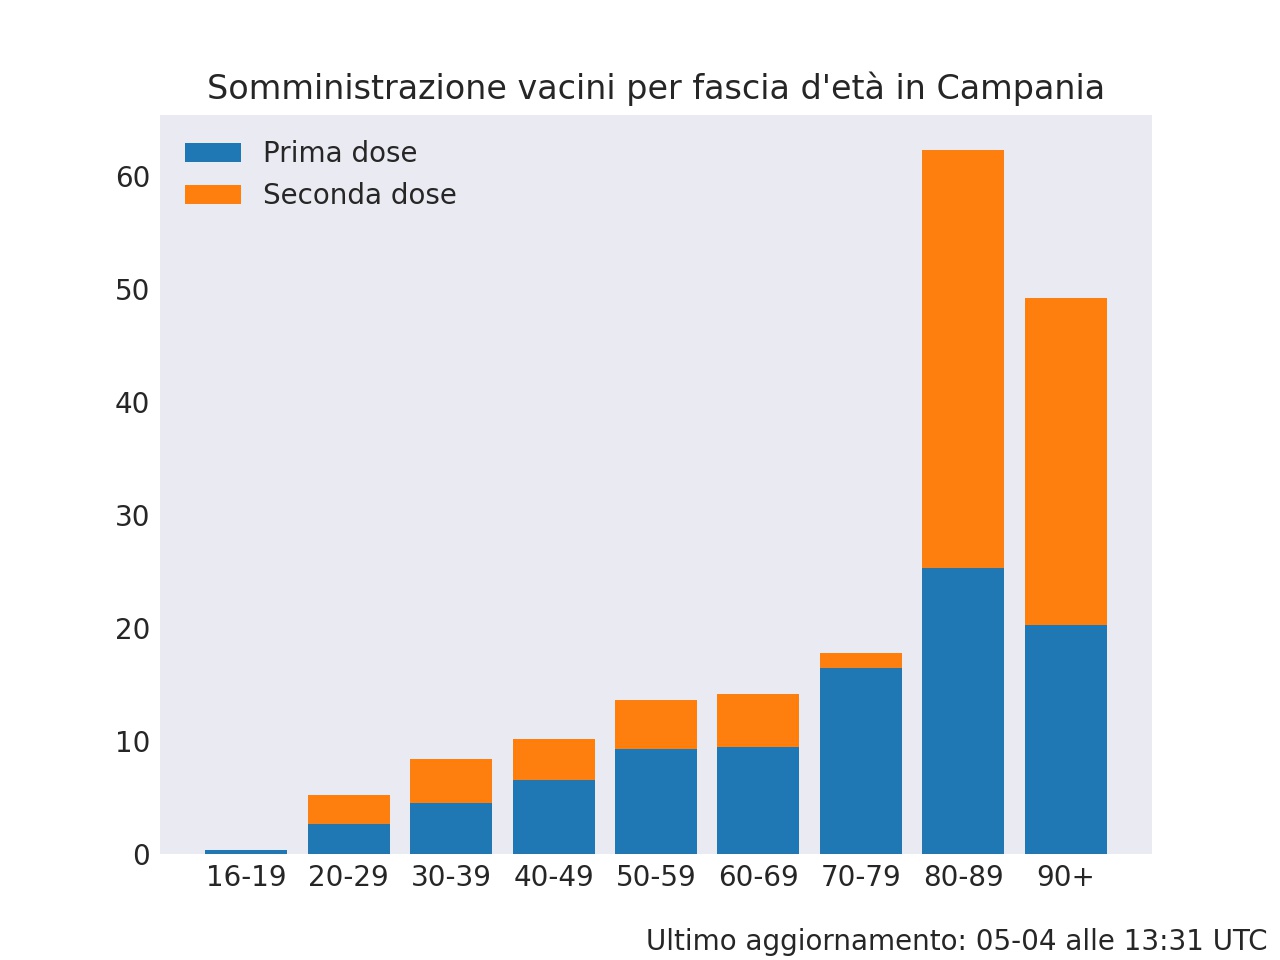 Somministrazione vacini per fascia d'età in Campania
Prima dose
Seconda dose
60
50
40
30
20
10
0
16-19 20-29 30-39 40-49 50-59 60-69 70-79 80-89 90+
Ultimo aggiornamento: 05-04 alle 13:31 UTC